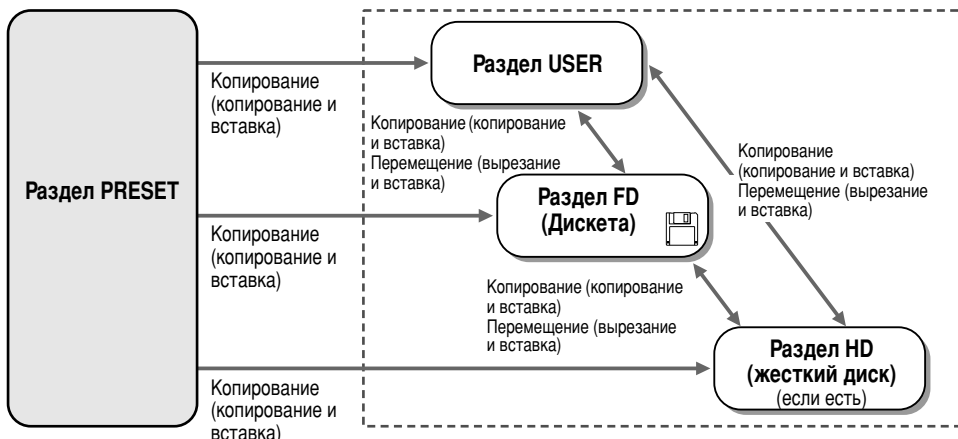 Раздел PRESET
Копирование
(копирование и
вставка)
Раздел USER
Копирование (копирование
и вставка)
Перемещение (вырезание
и вставка)
Копирование
(копирование и вставка)
Перемещение (вырезание
и вставка)
Раздел FD
(Дискета)
Копирование
(копирование и
вставка)
Копирование (копирование
и вставка)
Перемещение (вырезание
и вставка)
Раздел HD
(жесткий диск)
(если есть)
Копирование
(копирование и
вставка)